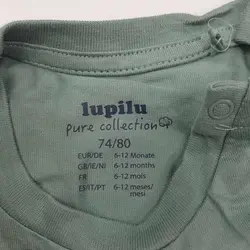 lupilu
pure collection
74/80
EUR/DE 6-12 Monate
GB/IE/NI 6-12 months
FR 6-12 mois
ES/IT/PT 6-12 meses/
mesi